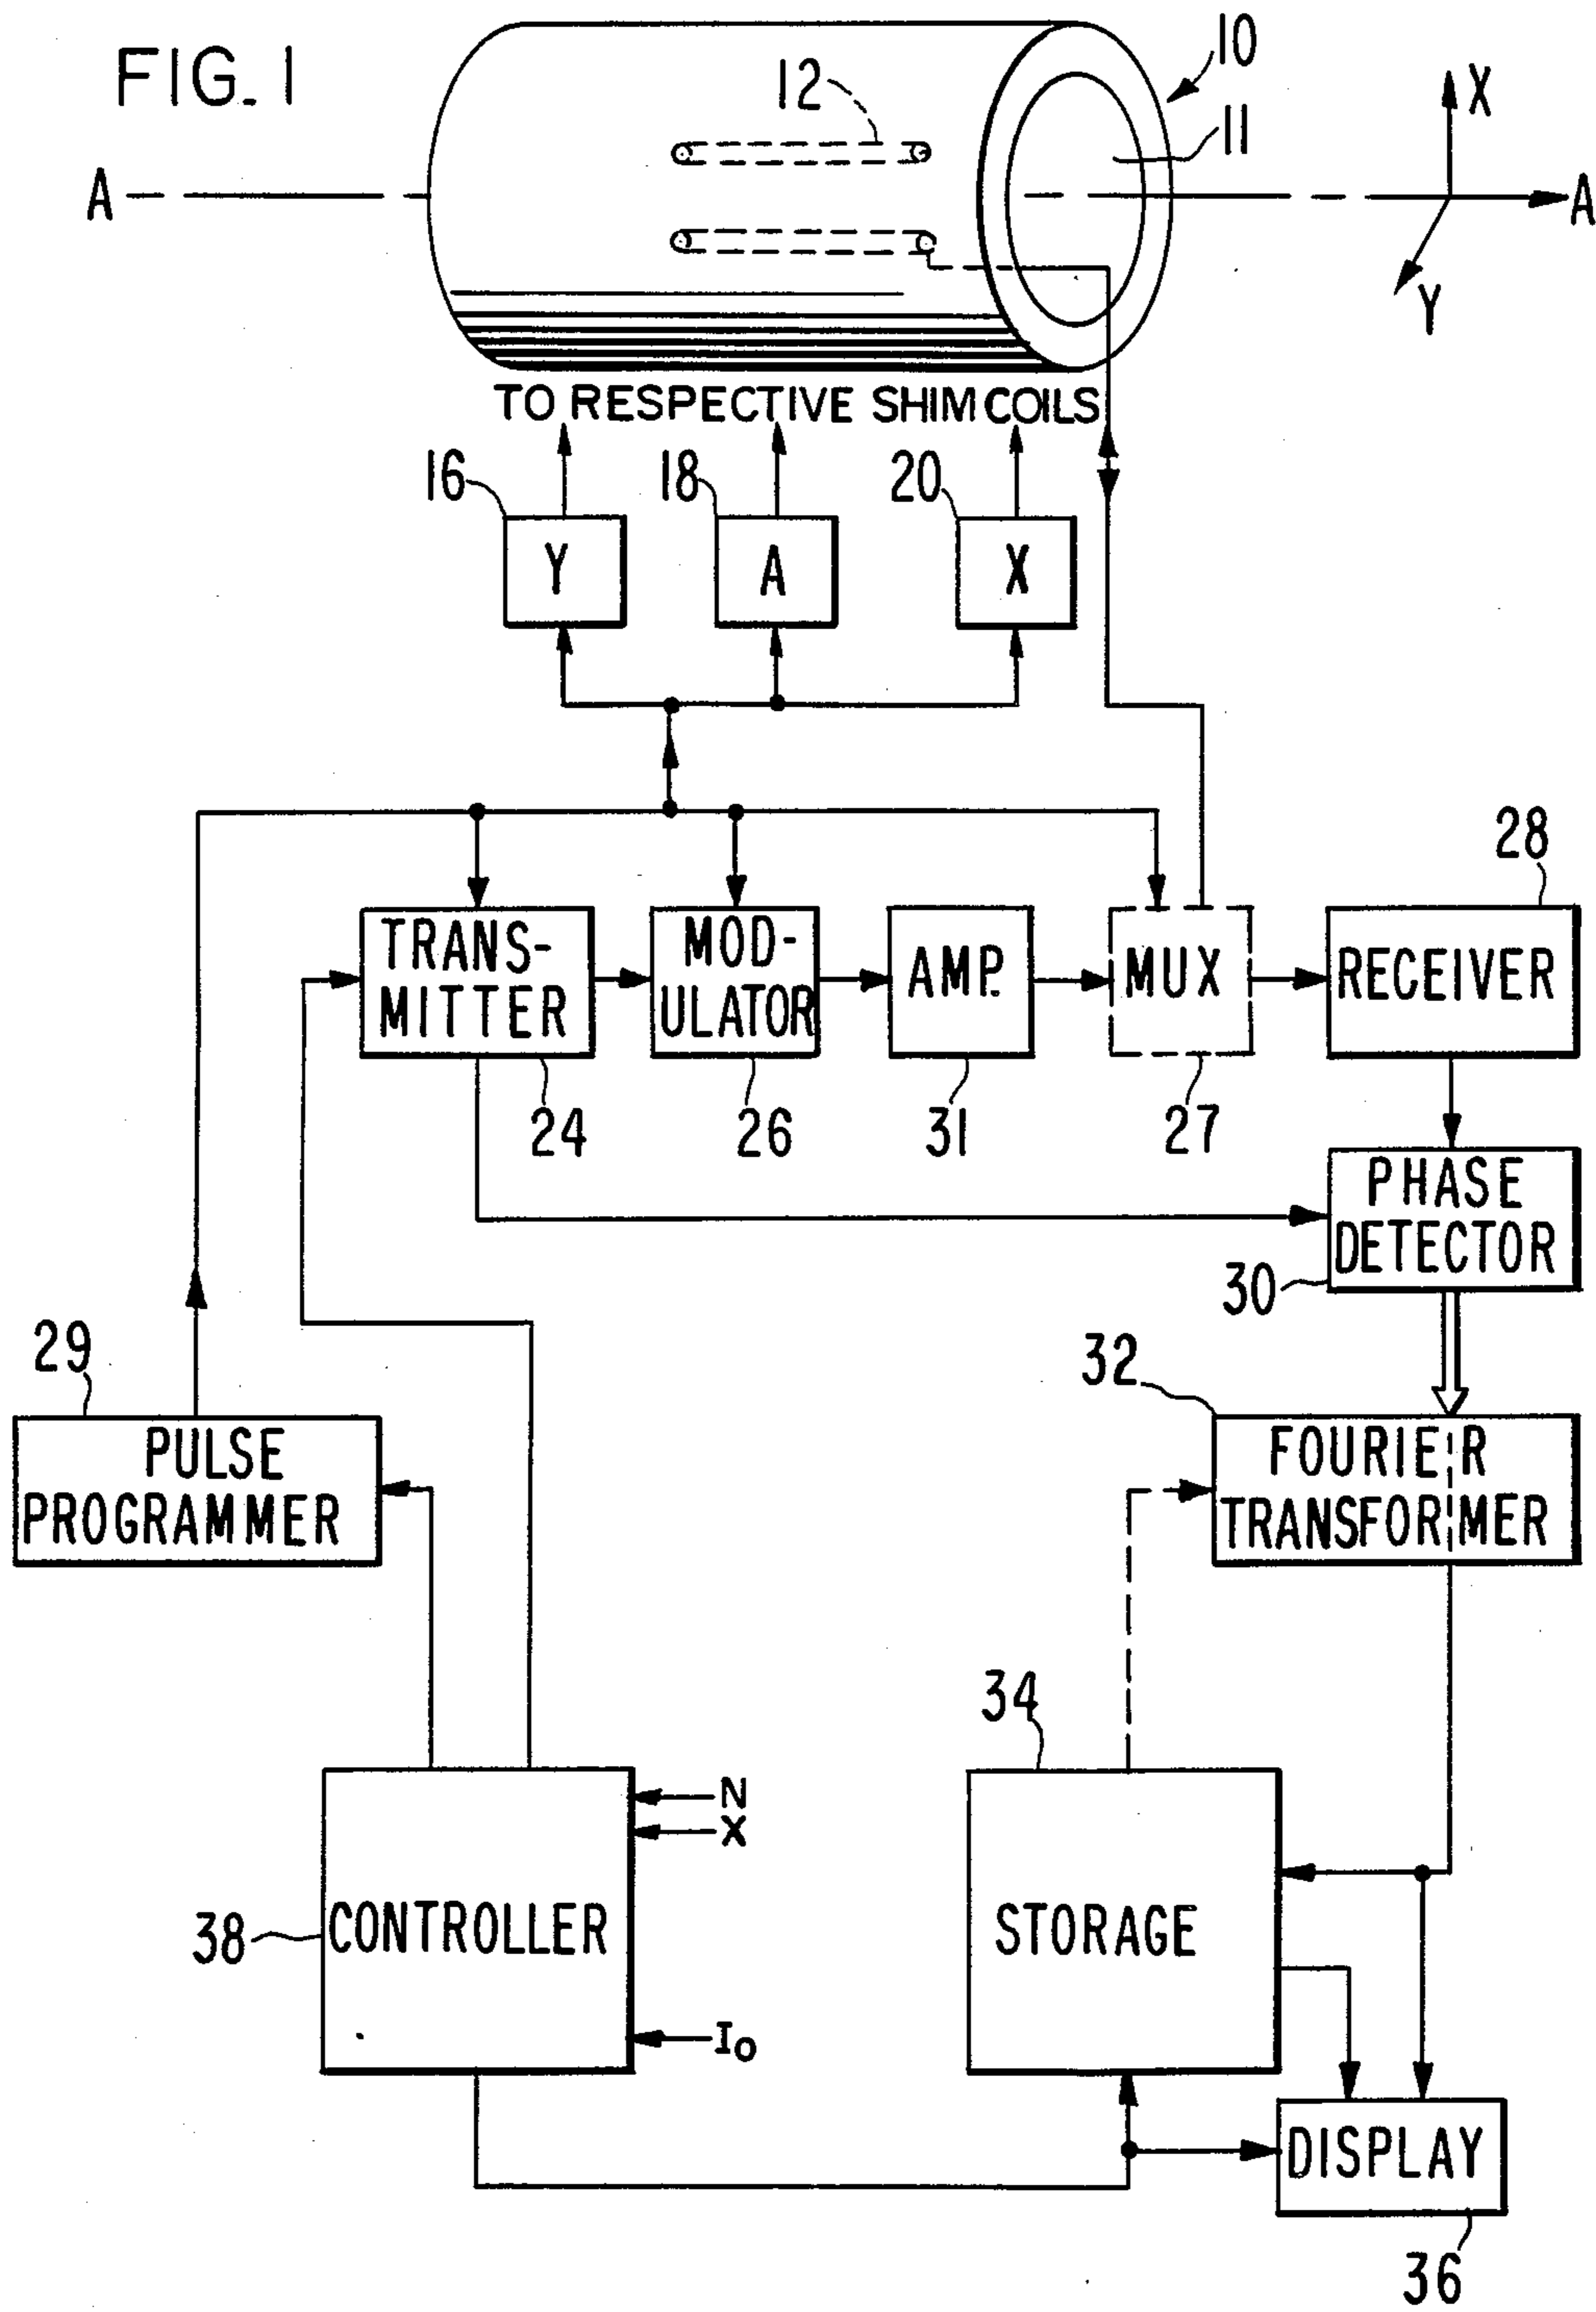 FIG. 1
10
12
11
X
A
A
Y
TO RESPECTIVE SHIM COILS
16
18
20
Y
A
X
28
TRANS-
MITTER
MOD-
ULATOR
AMP.
MUX
RECEIVER
24
26
31
27
PHASE
DETECTOR
30
29
32
PULSE
PROGRAMMER
FOURIER
TRANSFORMER
34
N
X
38
CONTROLLER
STORAGE
I0
DISPLAY
36